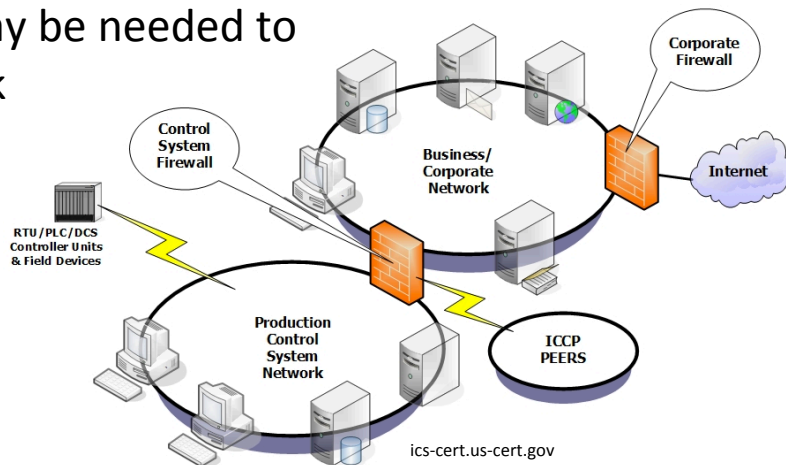 ay be needed to
k
Corporate
Firewall
Control
System
Firewall
Business/
Corporate
Network
Internet
RTU/PLC/DCS
Controller Units
& Field Devices
Production
Control
System
Network
ICCP
PEERS
ics-cert.us-cert.gov